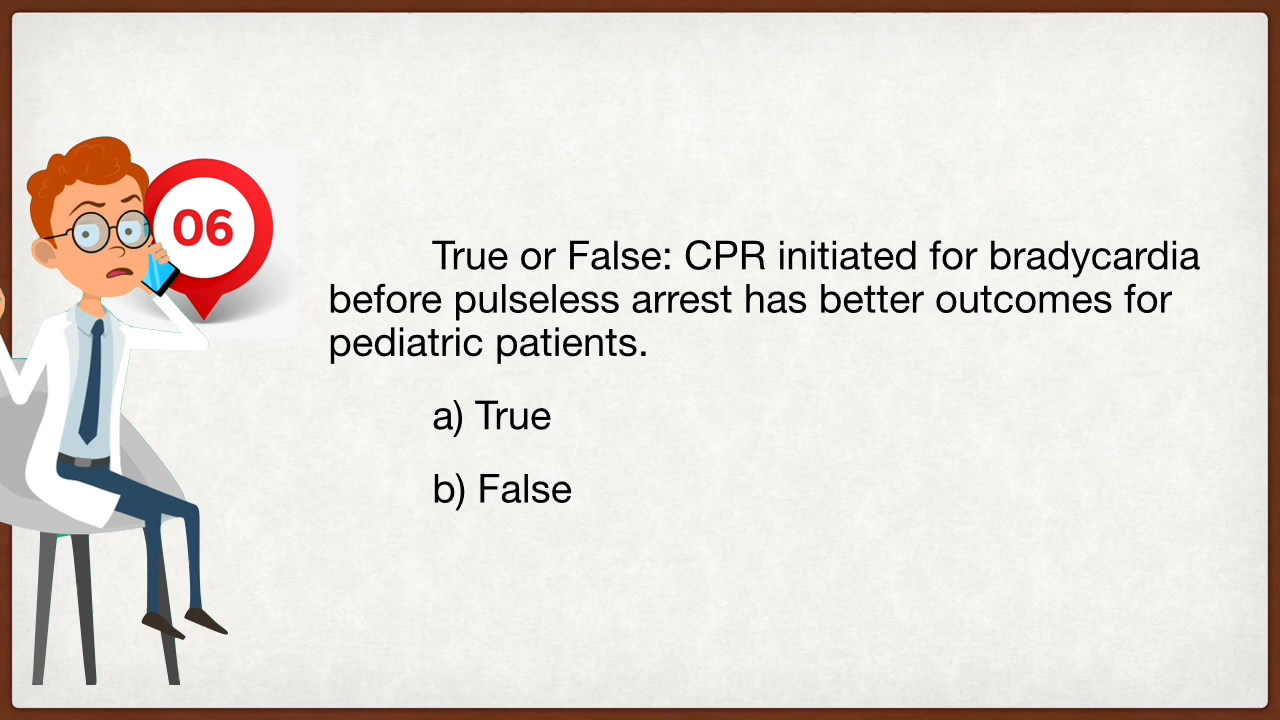 06
True or False: CPR initiated for bradycardia
before pulseless arrest has better outcomes for
pediatric patients.
a) True
b) False